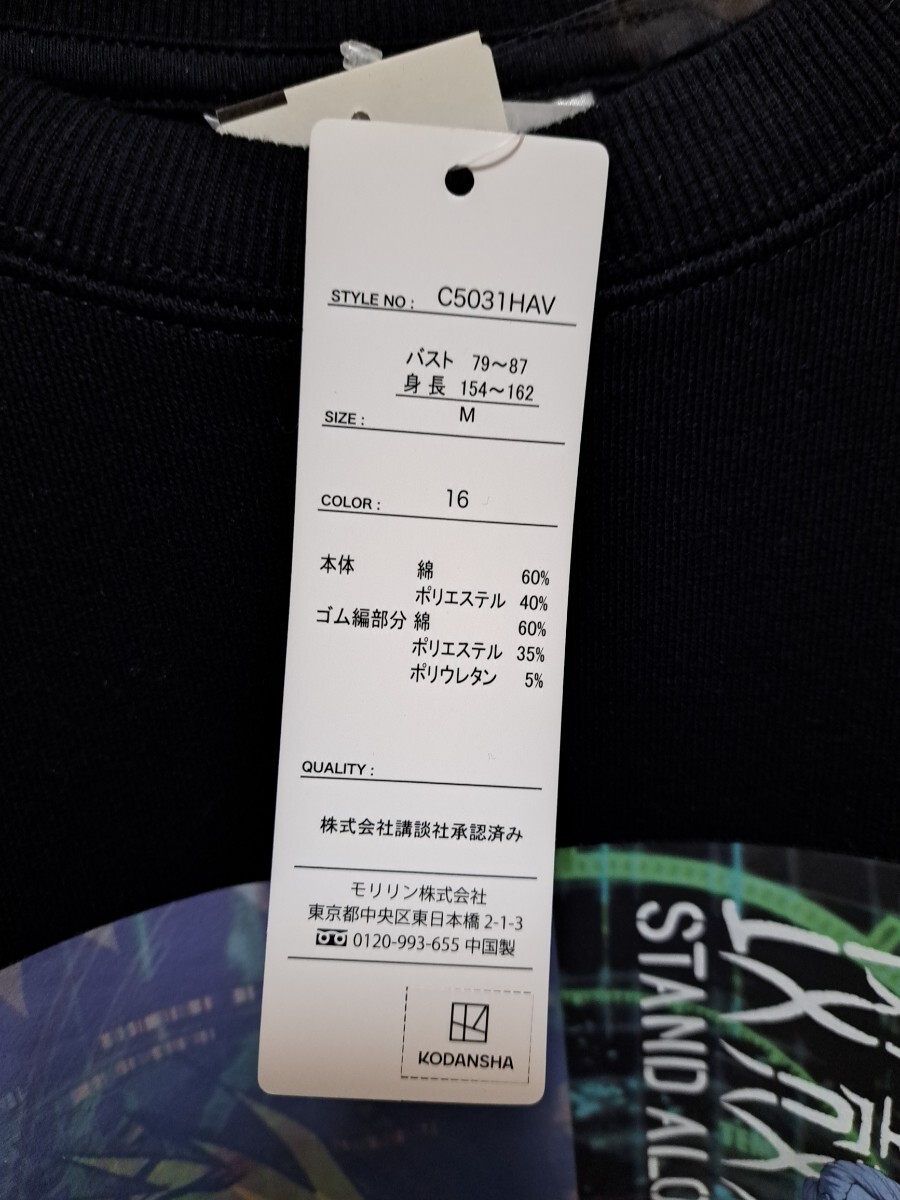 STYLE NO : C5031HAV
バスト 79〜87
身長 154〜162
SIZE : M
COLOR : 16
本体 綿 60%
ポリエステル 40%
ゴム編部分 綿 60%
ポリエステル 35%
ポリウレタン 5%
QUALITY :
株式会社講談社承認済み
モリリン株式会社
東京都中央区東日本橋 2-1-3
0120-993-655 中国製
KODANSHA
STAND ALO